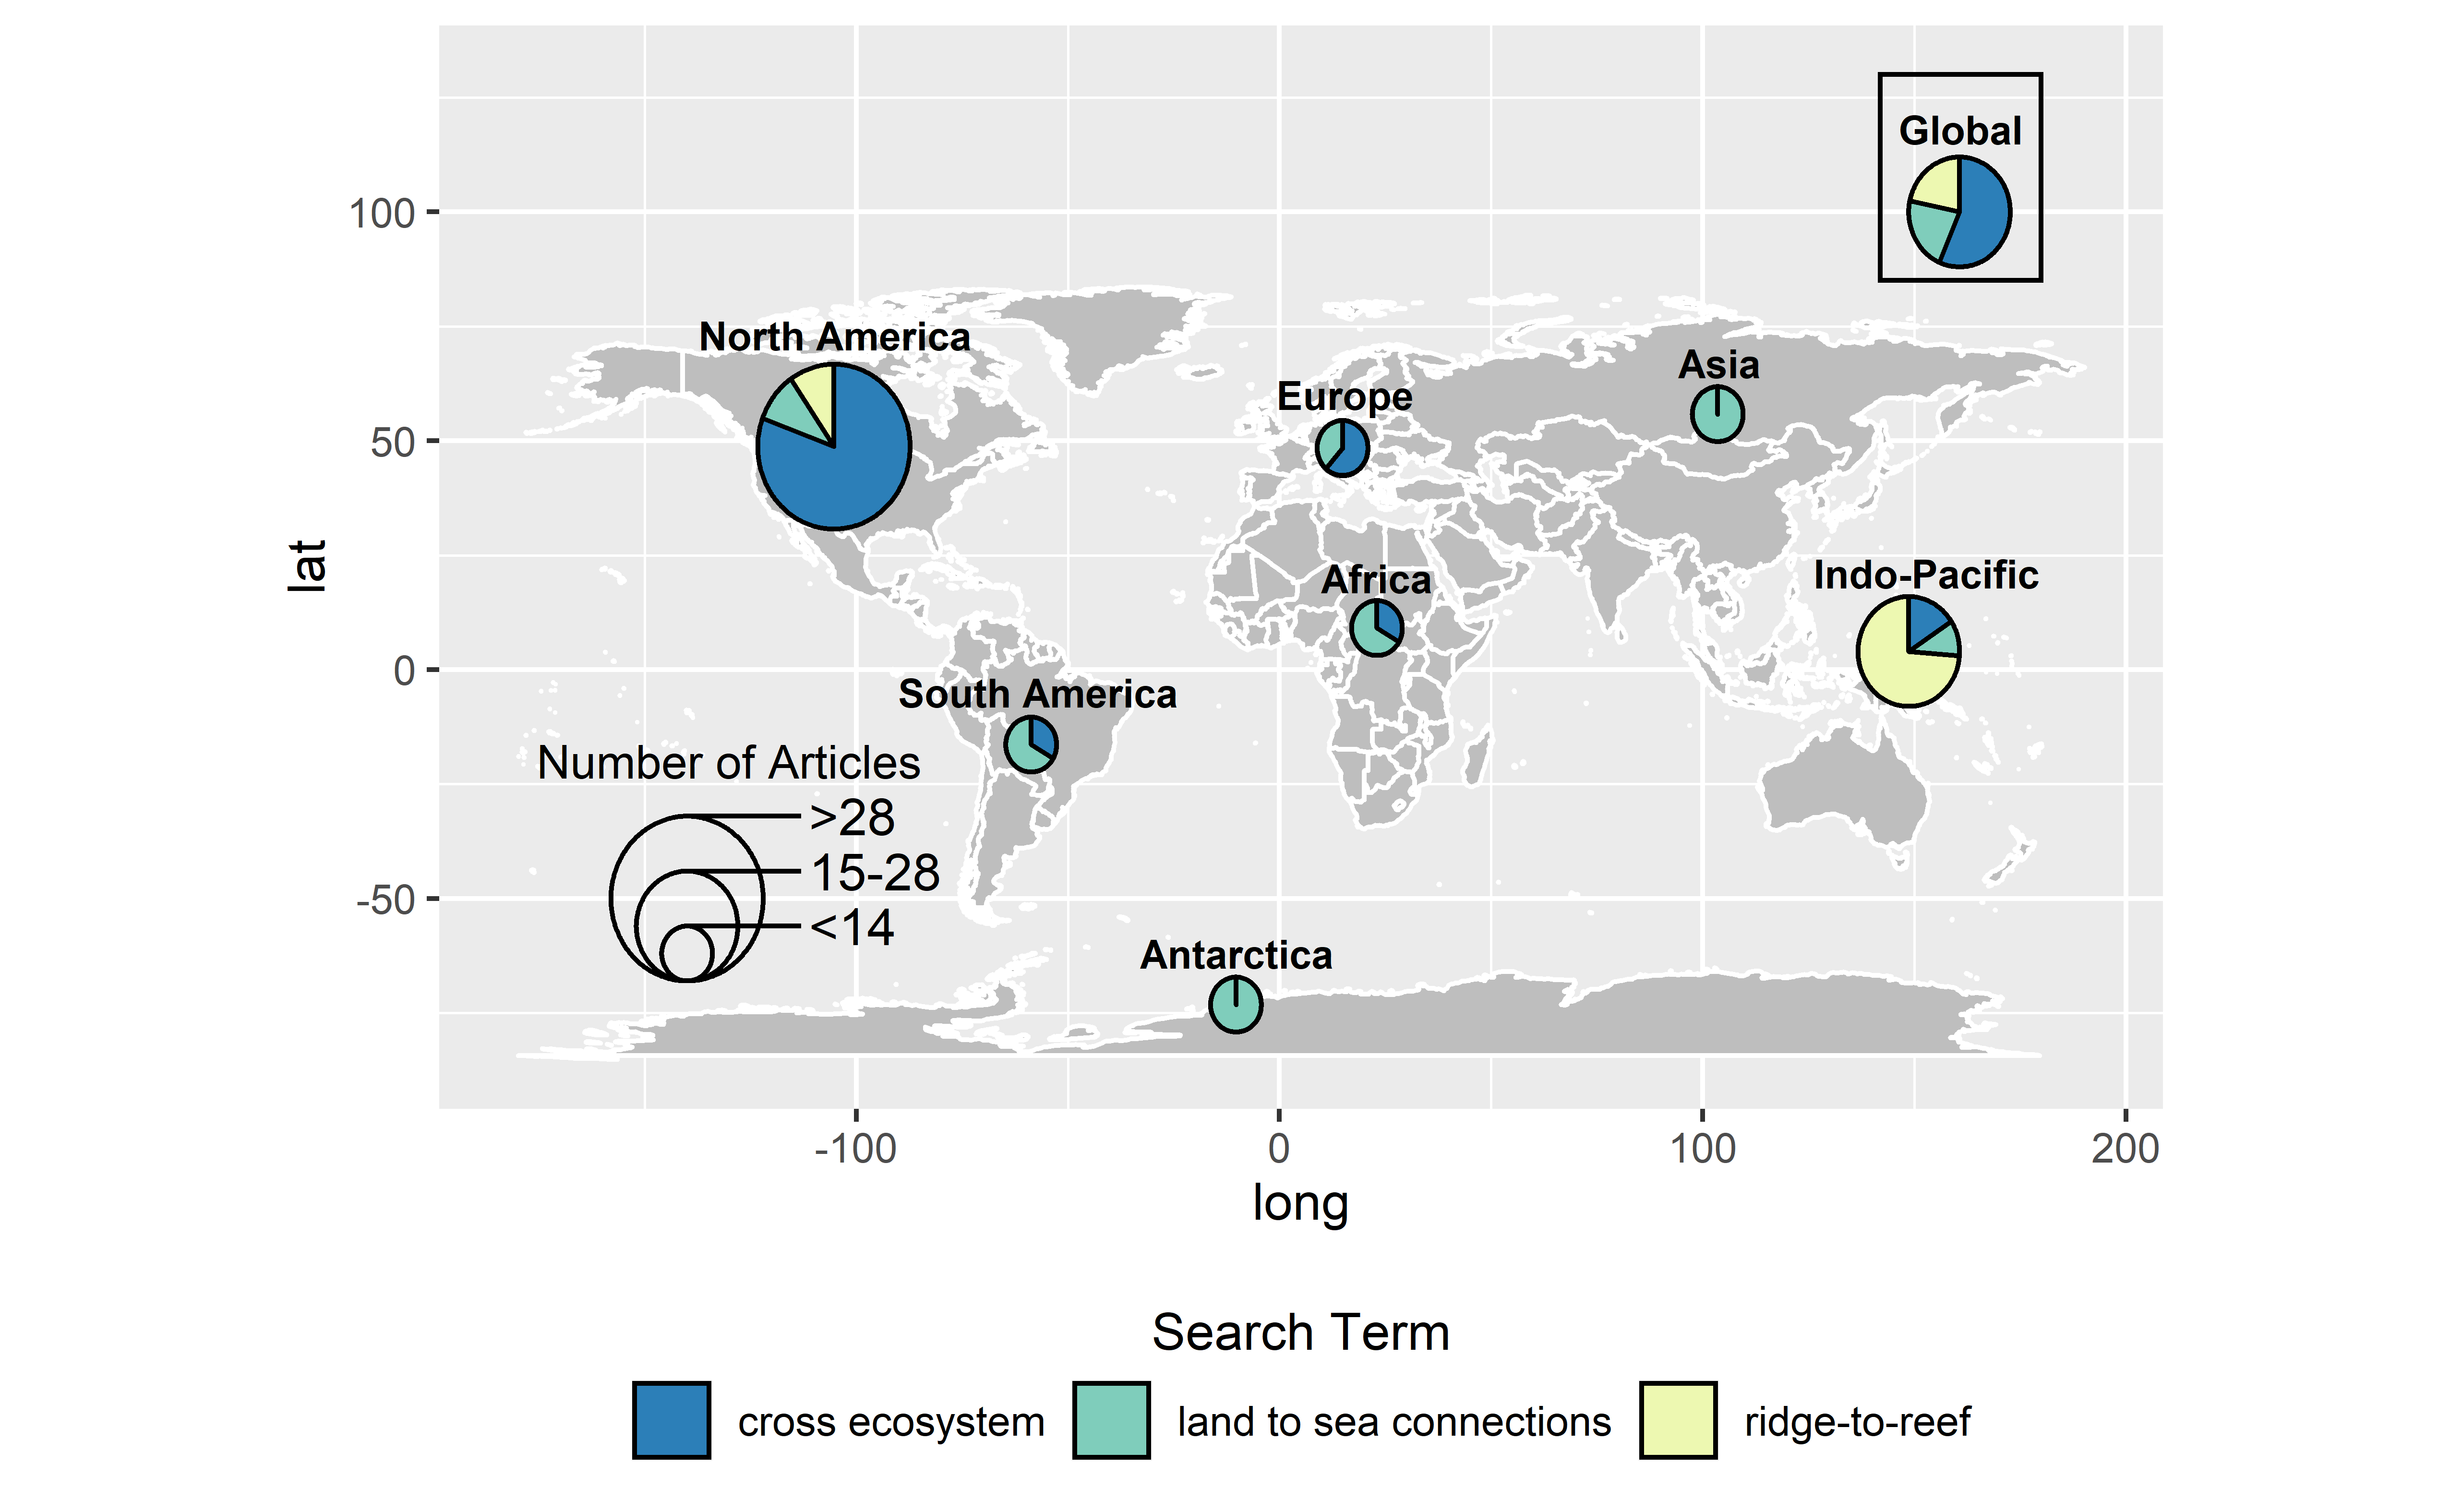 Global
100
North America
Asia
Europe
50
lat
Indo-Pacific
Africa
0
South America
Number of Articles
>28
15-28
<14
-50
Antarctica
-100
0
100
200
long
Search Term
cross ecosystem
land to sea connections
ridge-to-reef